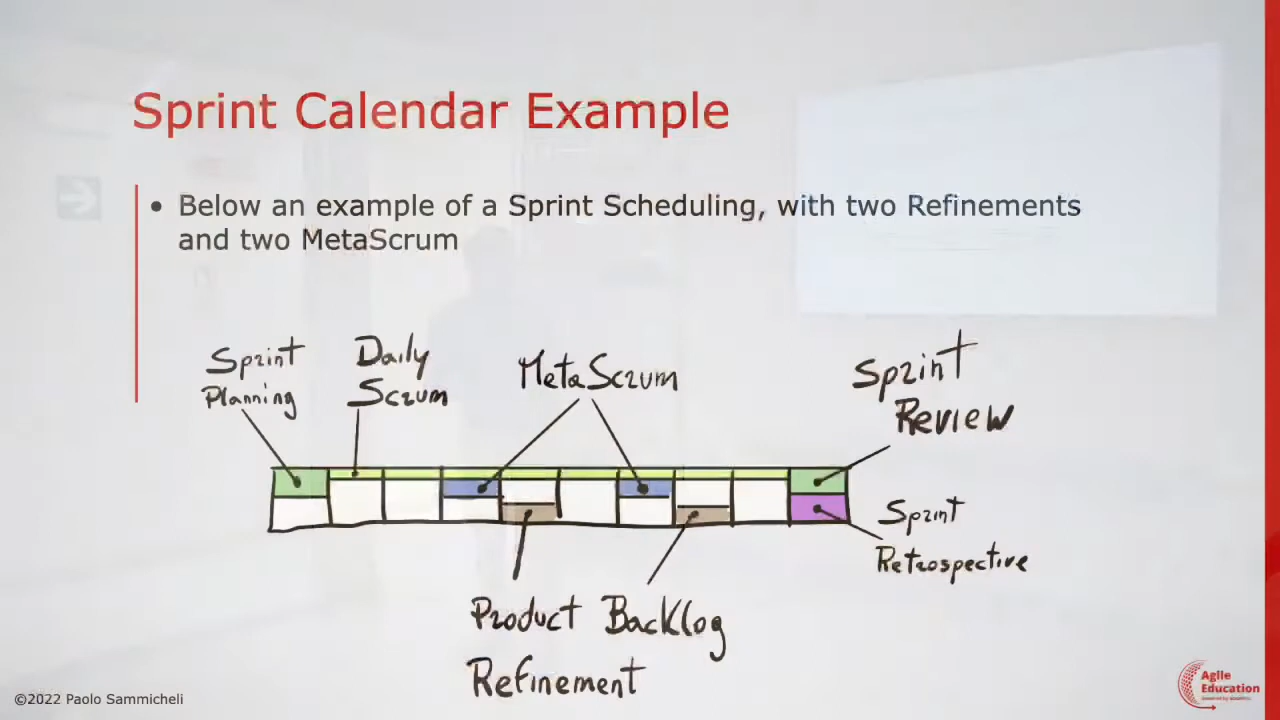 Sprint Calendar Example
• Below an example of a Sprint Scheduling, with two Refinements
and two MetaScrum
Sprint
Planning
Daily
Scrum
MetaScrum
Sprint
Review
Sprint
Retrospective
Product Backlog
Refinement
©2022 Paolo Sammicheli
Agile
Education